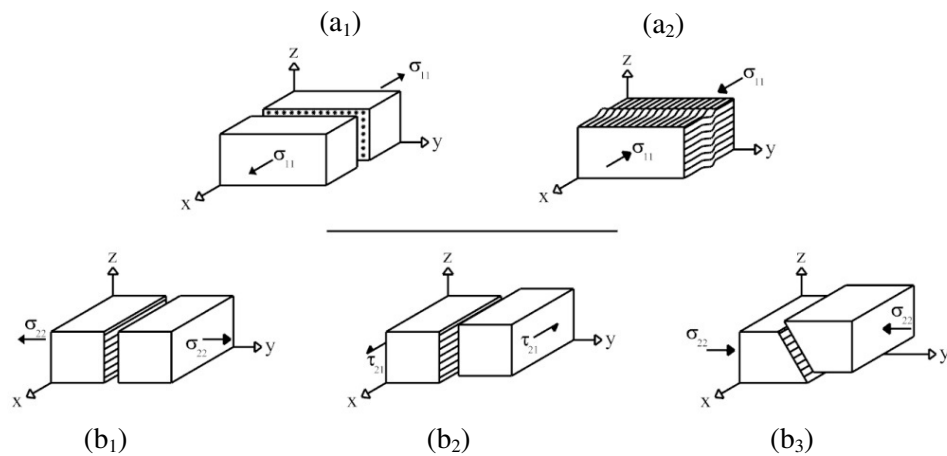 (a₁) (a₂)
z σ₁₁ y σ₁₁ x
z σ₁₁ y σ₁₁ x
z σ₂₂ σ₂₂ y x
z τ₂₁ τ₂₁ y x
z σ₂₂ σ₂₂ y x
(b₁) (b₂) (b₃)